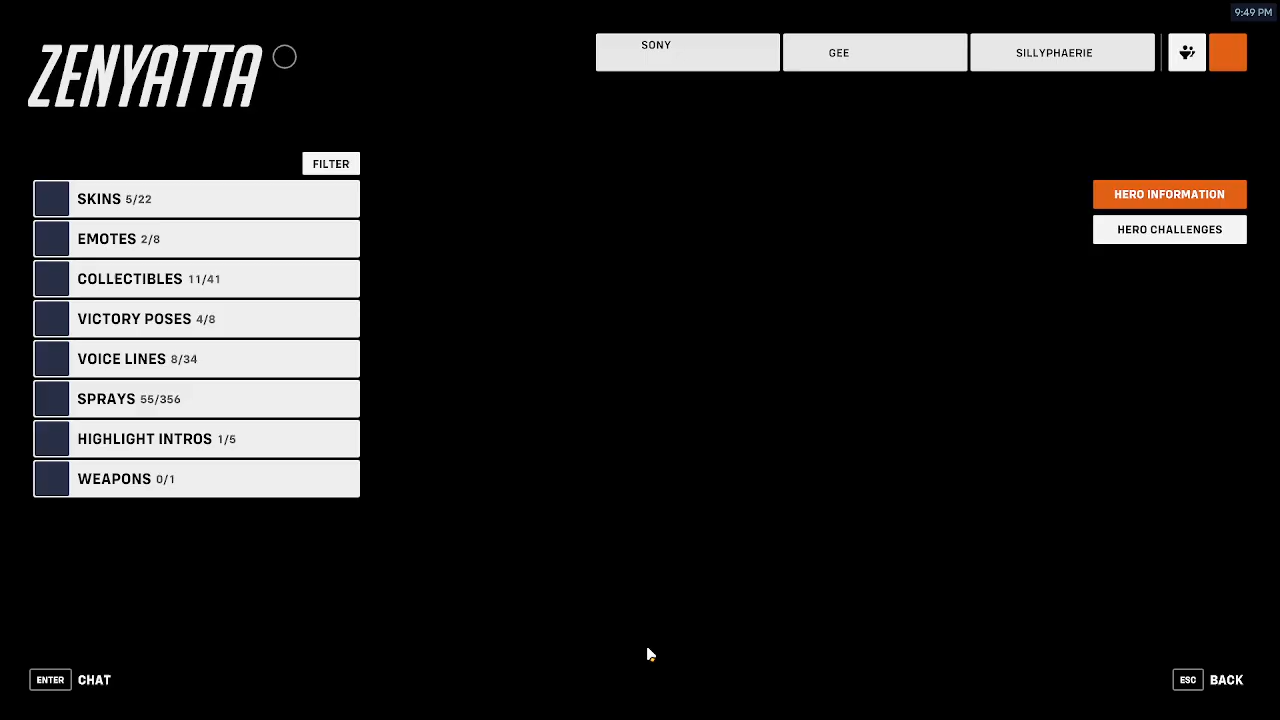 9:49 PM
ZENYATTA
SONY
GEE
SILLYPHAERIE
FILTER
SKINS 5/22
EMOTES 2/8
COLLECTIBLES 11/41
VICTORY POSES 4/8
VOICE LINES 8/34
SPRAYS 55/356
HIGHLIGHT INTROS 1/5
WEAPONS 0/1
HERO INFORMATION
HERO CHALLENGES
ENTER CHAT
ESC BACK